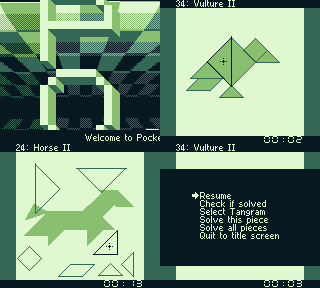 34: Vulture II
00:02
Welcome to Pocke
24: Horse II
00:13
34: Vulture II
Resume
Check if solved
Select Tangram
Solve this piece
Solve all pieces
Quit to title screen
00:03